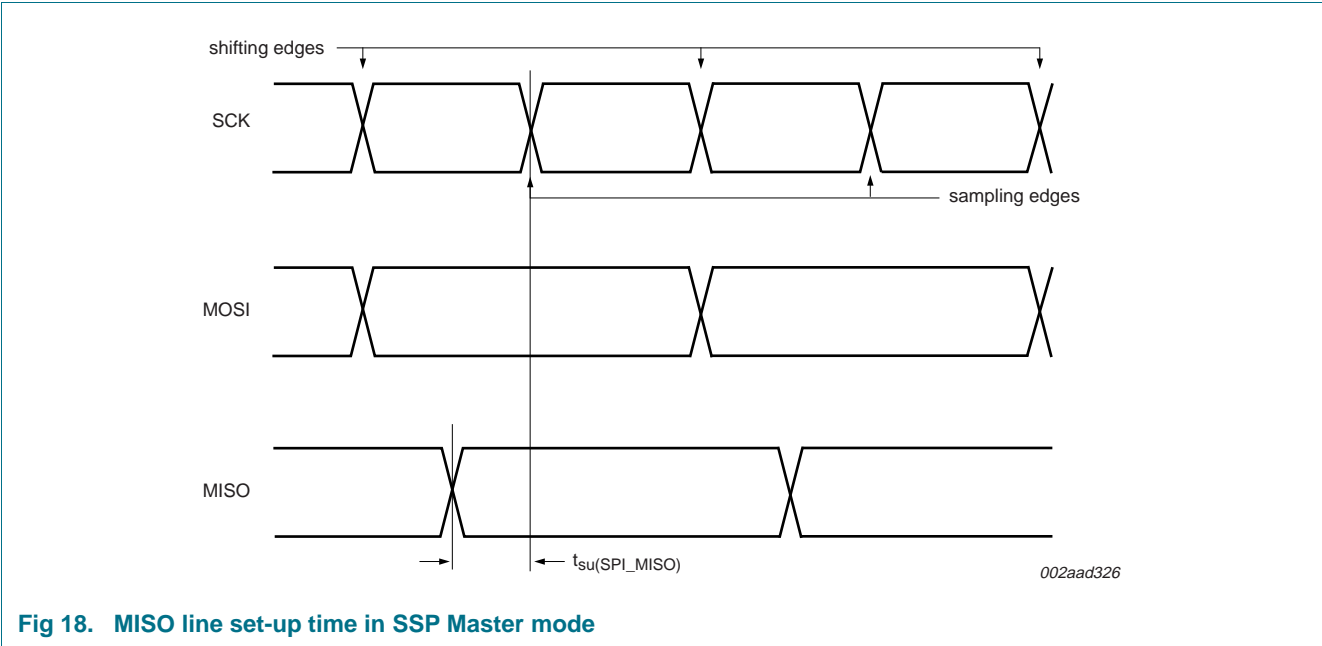 shifting edges
SCK
sampling edges
MOSI
MISO
tsu(SPI_MISO)
002aad326
Fig 18. MISO line set-up time in SSP Master mode